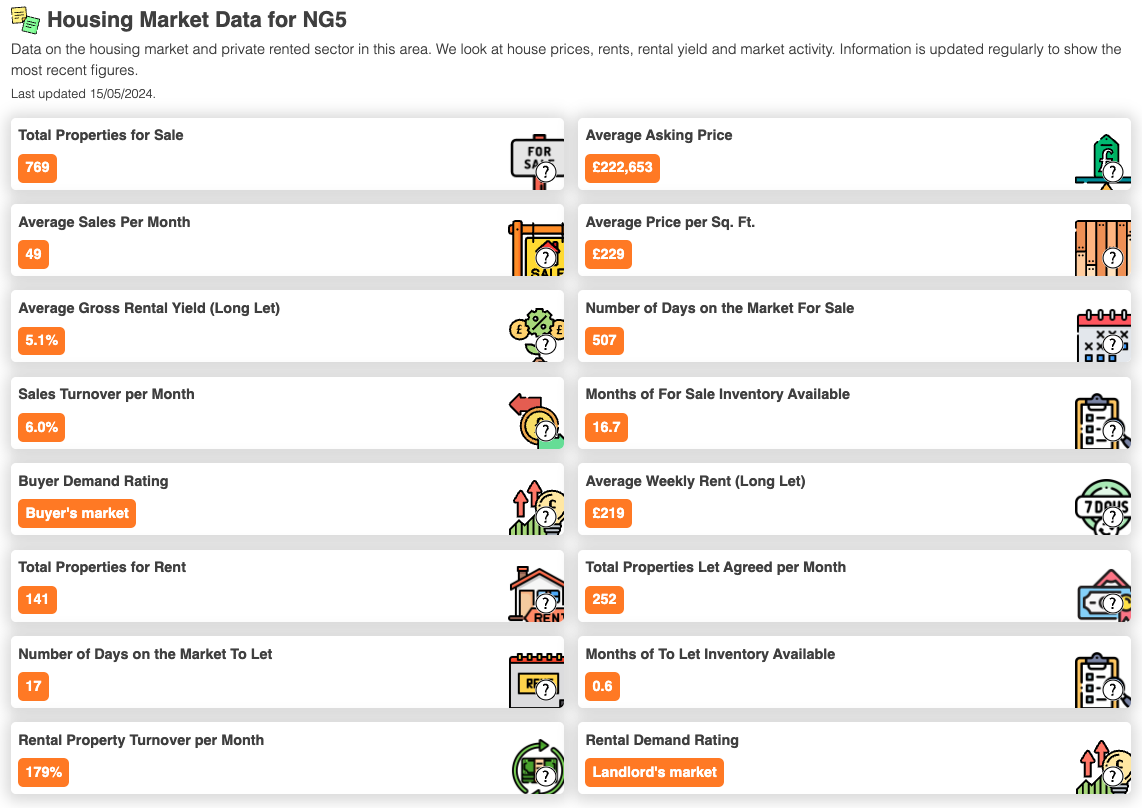 Housing Market Data for NG5
Data on the housing market and private rented sector in this area. We look at house prices, rents, rental yield and market activity. Information is updated regularly to show the
most recent figures.
Last updated 15/05/2024.
Total Properties for Sale
769
FOR
SALE
?
Average Asking Price
£222,653
£
?
Average Sales Per Month
49
SALE
?
Average Price per Sq. Ft.
£229
?
Average Gross Rental Yield (Long Let)
5.1%
£ % £
?
Number of Days on the Market For Sale
507
?
Sales Turnover per Month
6.0%
?
Months of For Sale Inventory Available
16.7
?
Buyer Demand Rating
Buyer's market
?
Average Weekly Rent (Long Let)
£219
7 DAYS
?
Total Properties for Rent
141
RENT
?
Total Properties Let Agreed per Month
252
?
Number of Days on the Market To Let
17
?
Months of To Let Inventory Available
0.6
?
Rental Property Turnover per Month
179%
?
Rental Demand Rating
Landlord's market
?